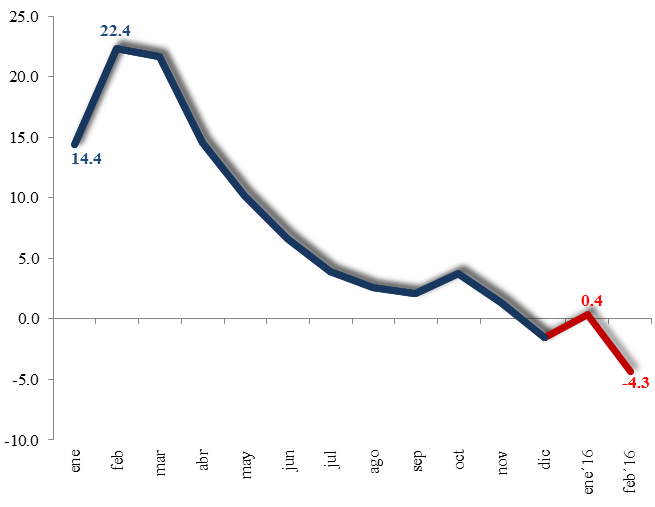 25.0
22.4
20.0
15.0
14.4
10.0
5.0
0.4
0.0
-5.0
-4.3
-10.0
ene
feb
mar
abr
may
jun
jul
ago
sep
oct
nov
dic
ene´16
feb´16